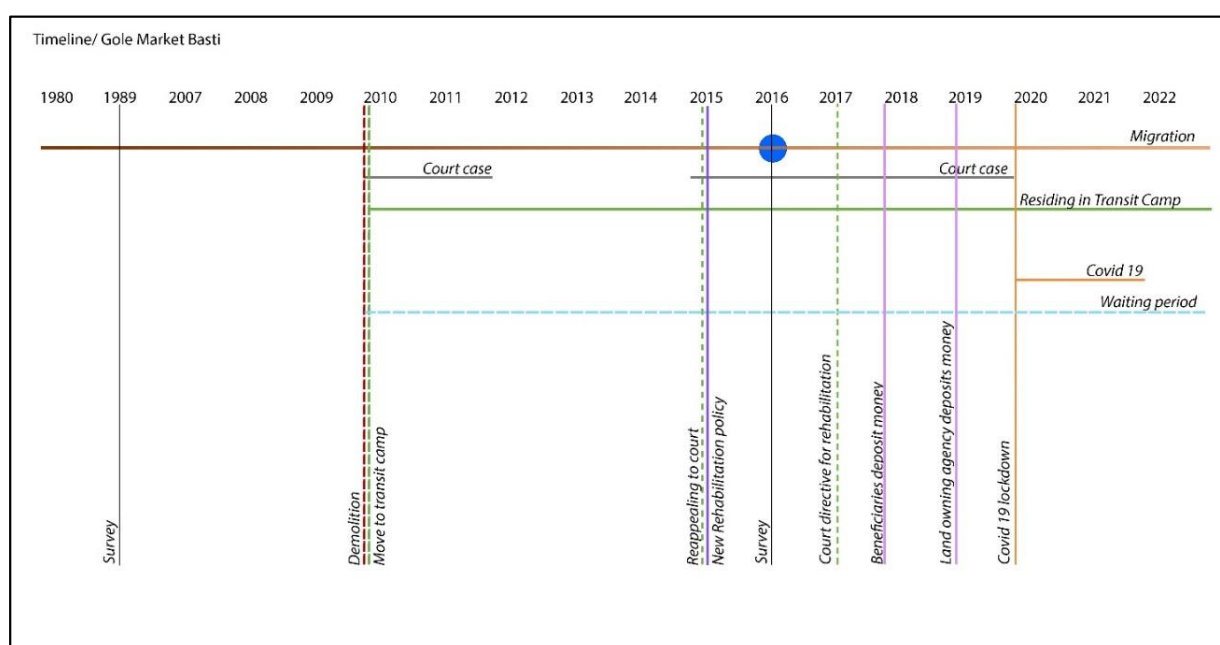 Timeline/ Gole Market Basti
1980 1989 2007 2008 2009 2010 2011 2012 2013 2014 2015 2016 2017 2018 2019 2020 2021 2022
Migration
Court case Court case
Residing in Transit Camp
Covid 19
Waiting period
Survey
Demolition
Move to transit camp
Reappealing to court
New Rehabilitation policy
Survey
Court directive for rehabilitation
Beneficiaries deposit money
Land owning agency deposits money
Covid 19 lockdown